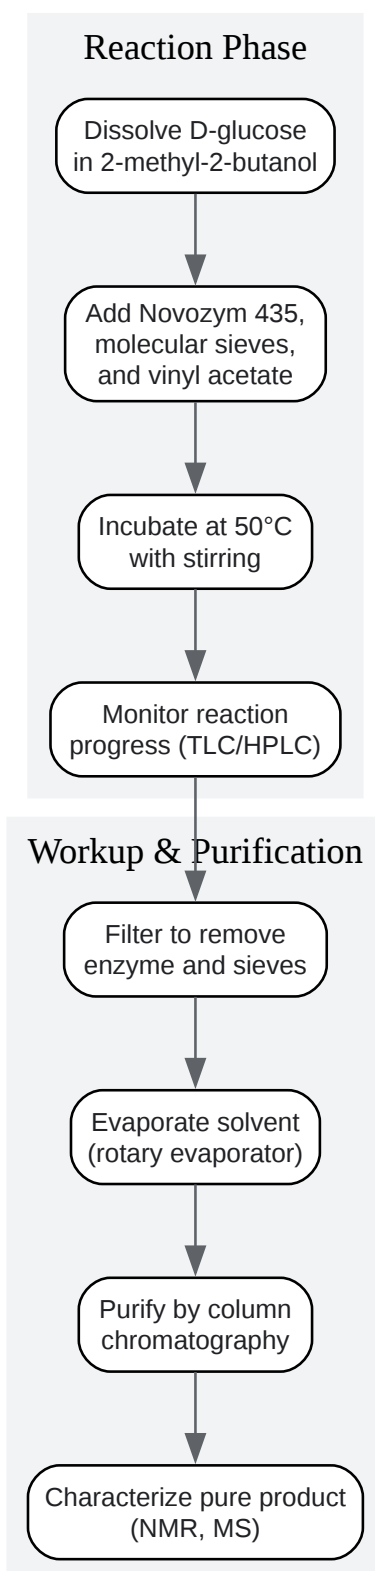 Reaction Phase
Dissolve D-glucose
in 2-methyl-2-butanol
Add Novozym 435,
molecular sieves,
and vinyl acetate
Incubate at 50°C
with stirring
Monitor reaction
progress (TLC/HPLC)
Workup & Purification
Filter to remove
enzyme and sieves
Evaporate solvent
(rotary evaporator)
Purify by column
chromatography
Characterize pure product
(NMR, MS)